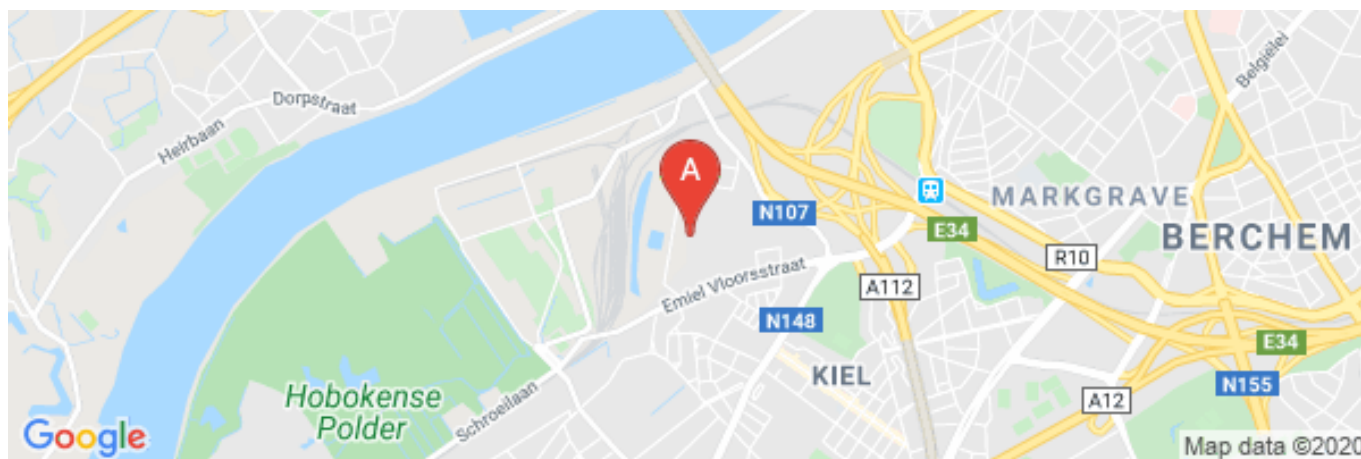 Belgiëlei
Dorpstraat
Heirbaan
A
MARKGRAVE
N107
E34
BERCHEM
R10
Emiel Vloorsstraat
A112
N148
E34
KIEL
N155
Hobokense
Polder
A12
Schroeilaan
Google
Map data ©2020